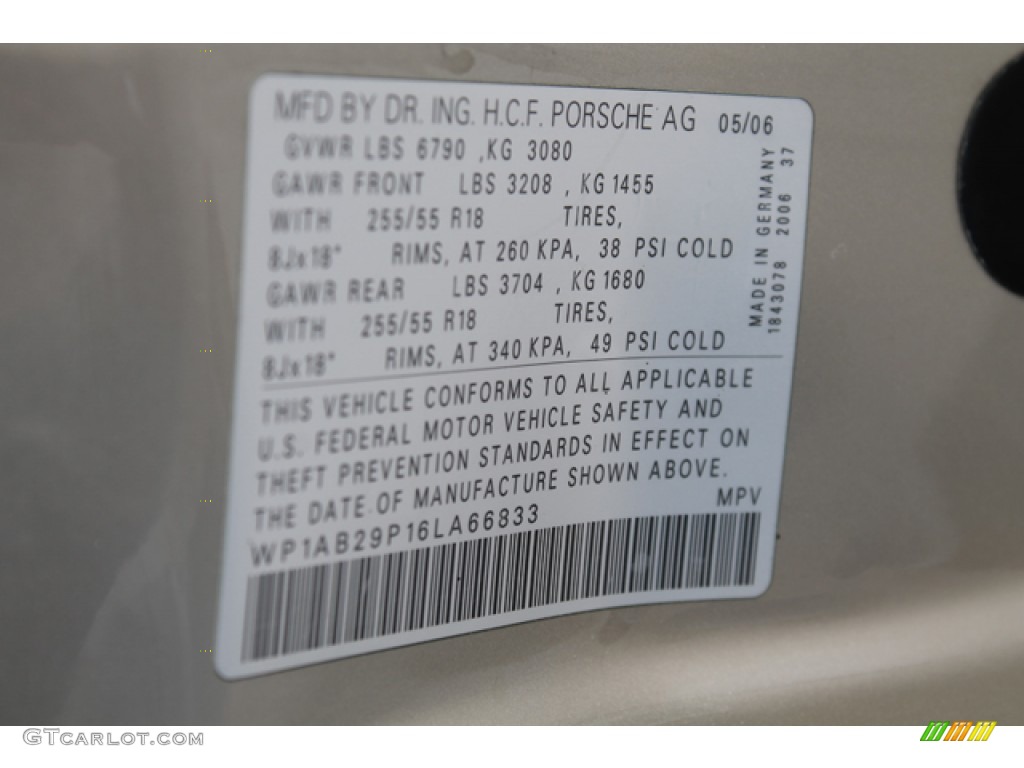 MFD BY DR. ING. H.C.F. PORSCHE AG 05/06
GVWR LBS 6790 ,KG 3080
GAWR FRONT LBS 3208 , KG 1455
WITH 255/55 R18 TIRES,
8Jx18" RIMS, AT 260 KPA, 38 PSI COLD
GAWR REAR LBS 3704 , KG 1680
WITH 255/55 R18 TIRES,
8Jx18" RIMS, AT 340 KPA, 49 PSI COLD
MADE IN GERMANY
1843078 2006 37
THIS VEHICLE CONFORMS TO ALL APPLICABLE
U.S. FEDERAL MOTOR VEHICLE SAFETY AND
THEFT PREVENTION STANDARDS IN EFFECT ON
THE DATE OF MANUFACTURE SHOWN ABOVE.
WP1AB29P16LA66833 MPV
GTCarlot.com